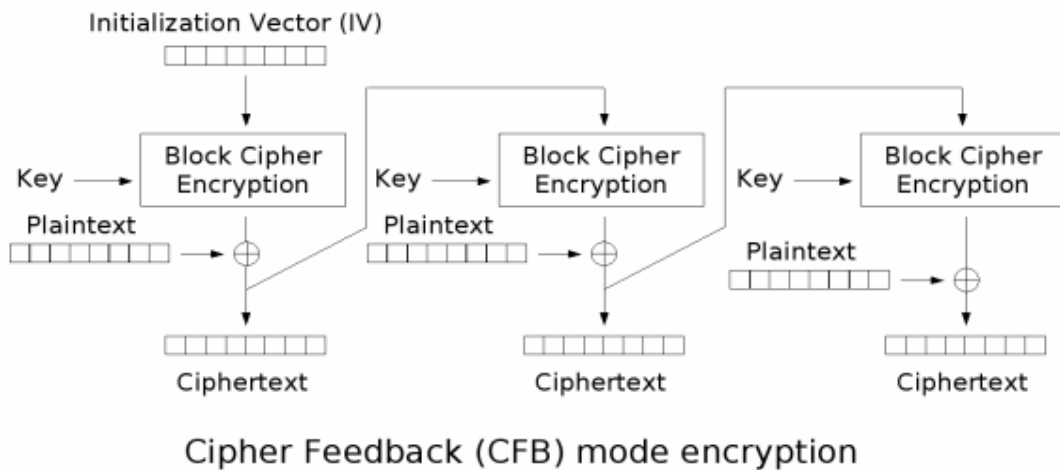 Initialization Vector (IV)
Block Cipher
Encryption
Block Cipher
Encryption
Block Cipher
Encryption
Key
Key
Key
Plaintext
Plaintext
Plaintext
Ciphertext
Ciphertext
Ciphertext
Cipher Feedback (CFB) mode encryption